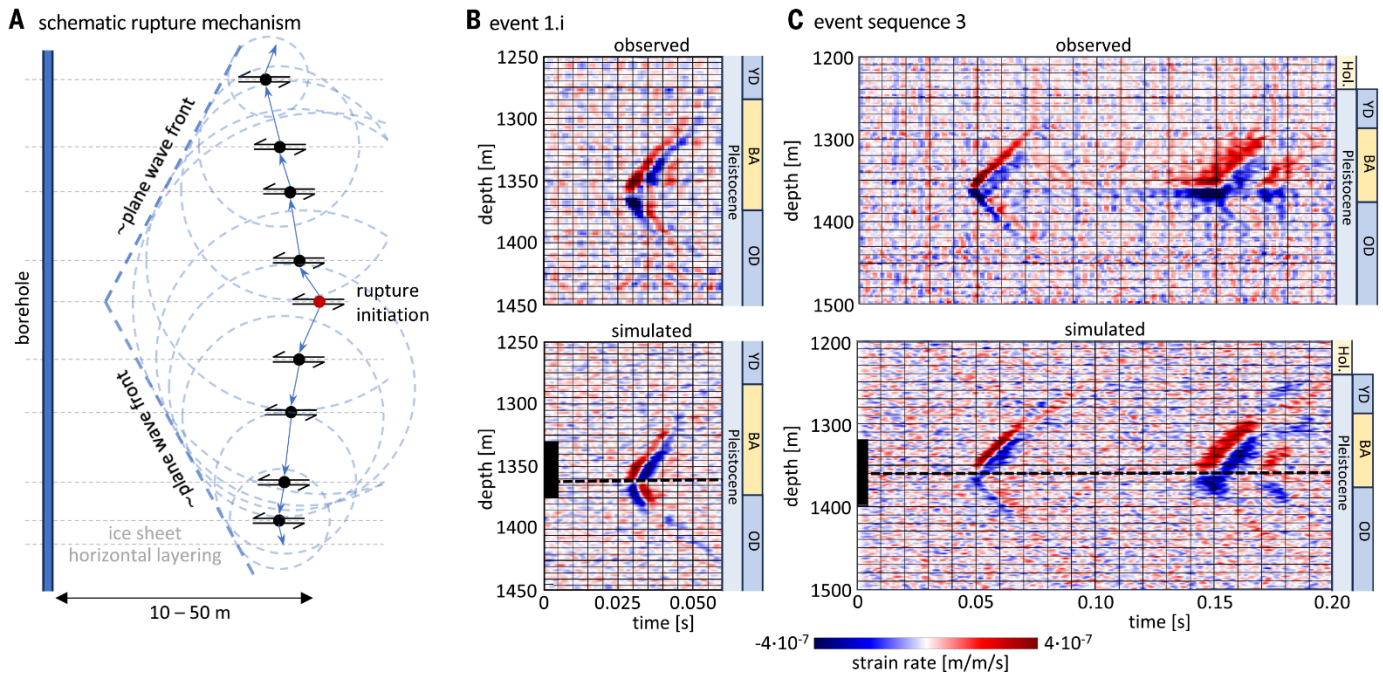 A schematic rupture mechanism
~plane wave front
borehole
rupture
initiation
~plane wave front
ice sheet
horizontal layering
10 – 50 m
B event 1.i
observed
1250
1300
1350
1400
1450
depth [m]
Pleistocene
YD
BA
OD
simulated
1250
1300
1350
1400
1450
depth [m]
Pleistocene
YD
BA
OD
0
0.025
0.050
time [s]
C event sequence 3
observed
1200
1300
1400
1500
depth [m]
Hol.
Pleistocene
YD
BA
OD
simulated
1200
1300
1400
1500
depth [m]
Hol.
Pleistocene
YD
BA
OD
0
0.05
0.10
0.15
0.20
time [s]
-4·10⁻⁷
4·10⁻⁷
strain rate [m/m/s]